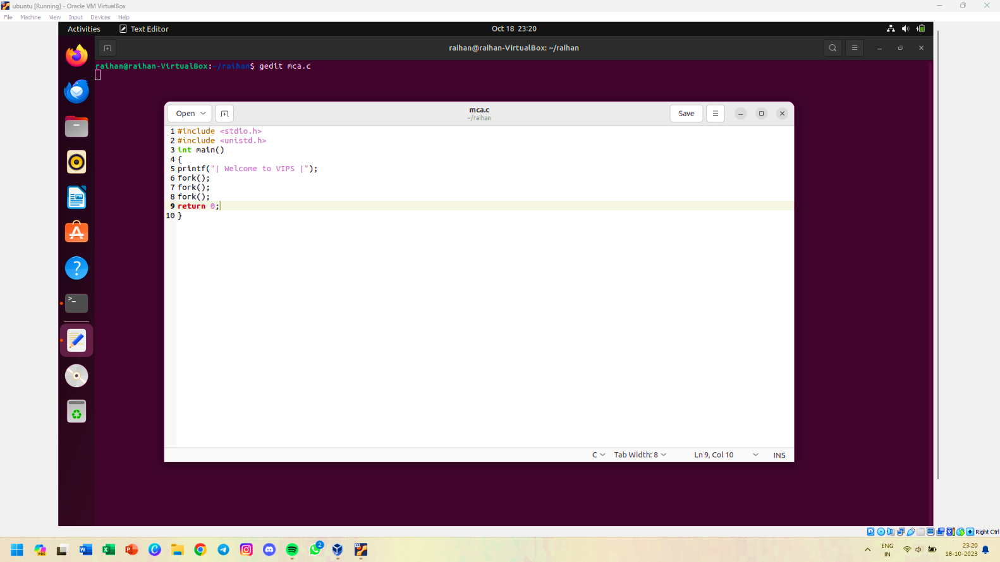 ubuntu [Running] - Oracle VM VirtualBox
File Machine View Input Devices Help
Activities Text Editor Oct 18 23:20
raihan@raihan-VirtualBox: ~/raihan
raihan@raihan-VirtualBox:~/raihan$ gedit mca.c
Open mca.c Save
~/raihan
1 #include <stdio.h>
2 #include <unistd.h>
3 int main()
4 {
5 printf("| Welcome to VIPS |");
6 fork();
7 fork();
8 fork();
9 return 0;
10 }
C Tab Width: 8 Ln 9, Col 10 INS
Right Ctrl
PRE
2
ENG
IN
23:20
18-10-2023